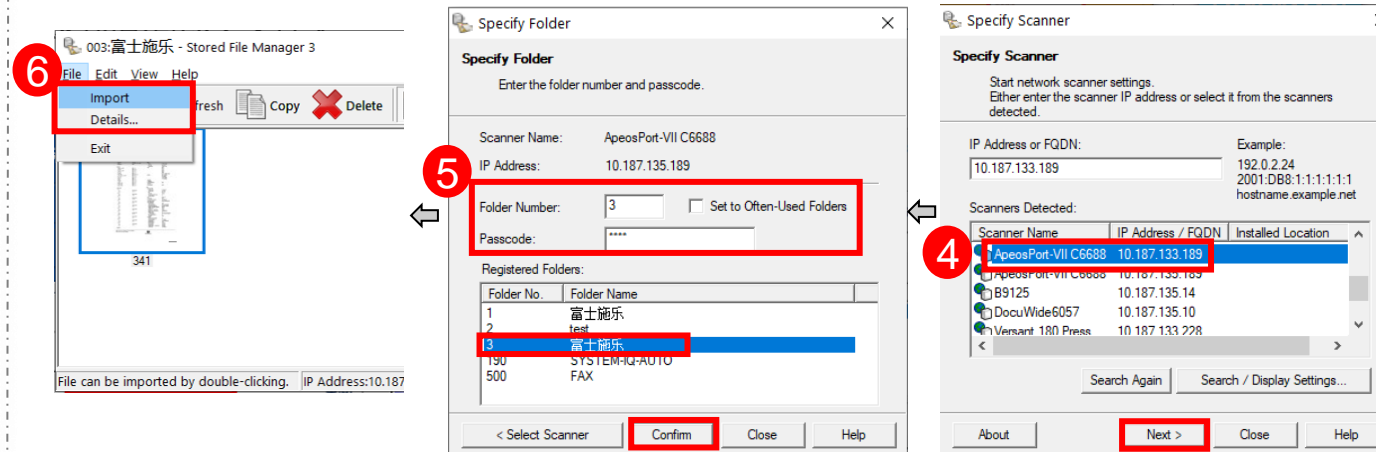 6
003:富士施乐 - Stored File Manager 3
File Edit View Help
Import
Details...
Exit
fresh Copy Delete
341
File can be imported by double-clicking. IP Address:10.187
5
Specify Folder
Specify Folder
Enter the folder number and passcode.
Scanner Name: ApeosPort-VII C6688
IP Address: 10.187.135.189
Folder Number: 3 Set to Often-Used Folders
Passcode: ****
Registered Folders:
Folder No. Folder Name
1 富士施乐
2 test
3 富士施乐
190 SYSTEM-IQ-AUTO
500 FAX
< Select Scanner Confirm Close Help
4
Specify Scanner
Specify Scanner
Start network scanner settings.
Either enter the scanner IP address or select it from the scanners
detected.
IP Address or FQDN: Example:
10.187.133.189 192.0.2.24
2001:DB8:1:1:1:1:1:1
hostname.example.net
Scanners Detected:
Scanner Name IP Address / FQDN Installed Location
ApeosPort-VII C6688 10.187.133.189
ApeosPort-VII C6688 10.187.135.189
B9125 10.187.135.14
DocuWide6057 10.187.135.10
Versant 180 Press 10.187.133.228
Search Again Search / Display Settings...
About Next > Close Help